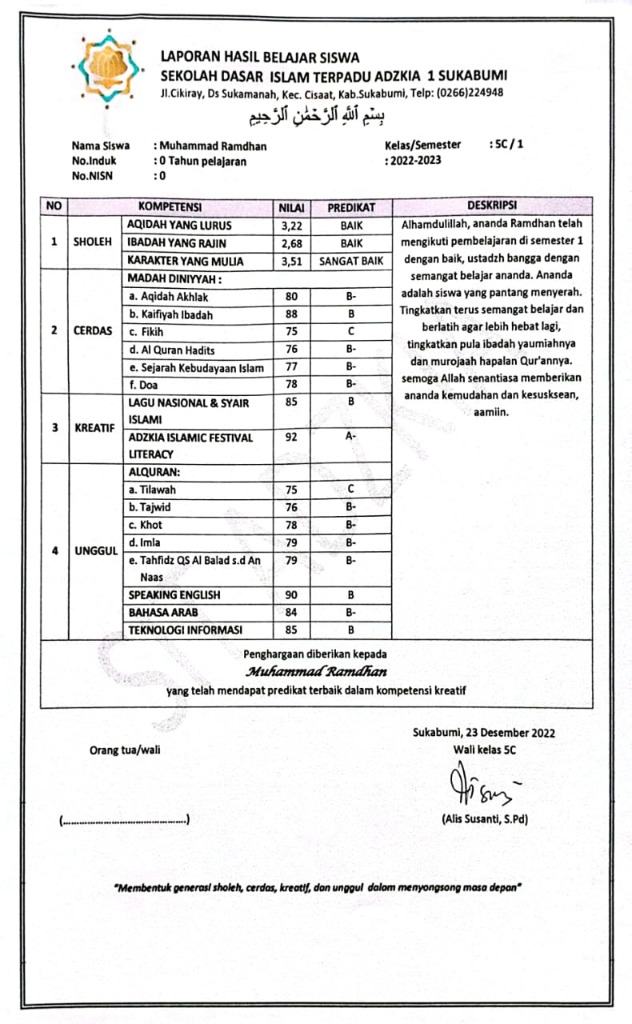 LAPORAN HASIL BELAJAR SISWA
SEKOLAH DASAR ISLAM TERPADU ADZKIA 1 SUKABUMI
Jl.Cikiray, Ds Sukamanah, Kec. Cisaat, Kab.Sukabumi, Telp: (0266)224948
بِسْمِ اللَّهِ الرَّحْمَٰنِ الرَّحِيمِ
Nama Siswa : Muhammad Ramdhan Kelas/Semester : 5C / 1
No.Induk : 0 Tahun pelajaran : 2022-2023
No.NISN : 0
NO KOMPETENSI NILAI PREDIKAT DESKRIPSI
1 SHOLEH
AQIDAH YANG LURUS 3,22 BAIK
IBADAH YANG RAJIN 2,68 BAIK
KARAKTER YANG MULIA 3,51 SANGAT BAIK
2 CERDAS
MADAH DINIYYAH :
a. Aqidah Akhlak 80 B-
b. Kaifiyah Ibadah 88 B
c. Fikih 75 C
d. Al Quran Hadits 76 B-
e. Sejarah Kebudayaan Islam 77 B-
f. Doa 78 B-
3 KREATIF
LAGU NASIONAL & SYAIR 85 B
ISLAMI
ADZKIA ISLAMIC FESTIVAL 92 A-
LITERACY
4 UNGGUL
ALQURAN:
a. Tilawah 75 C
b. Tajwid 76 B-
c. Khot 78 B-
d. Imla 79 B-
e. Tahfidz QS Al Balad s.d An 79 B-
Naas
SPEAKING ENGLISH 90 B
BAHASA ARAB 84 B-
TEKNOLOGI INFORMASI 85 B
Alhamdulillah, ananda Ramdhan telah
mengikuti pembelajaran di semester 1
dengan baik, ustadzh bangga dengan
semangat belajar ananda. Ananda
adalah siswa yang pantang menyerah.
Tingkatkan terus semangat belajar dan
berlatih agar lebih hebat lagi,
tingkatkan pula ibadah yaumiahnya
dan murojaah hapalan Qur'annya.
semoga Allah senantiasa memberikan
ananda kemudahan dan kesusksean,
aamiin.
Penghargaan diberikan kepada
Muhammad Ramdhan
yang telah mendapat predikat terbaik dalam kompetensi kreatif
Sukabumi, 23 Desember 2022
Orang tua/wali Wali kelas 5C
(..............................................) (Alis Susanti, S.Pd)
"Membentuk generasi sholeh, cerdas, kreatif, dan unggul dalam menyongsong masa depan"